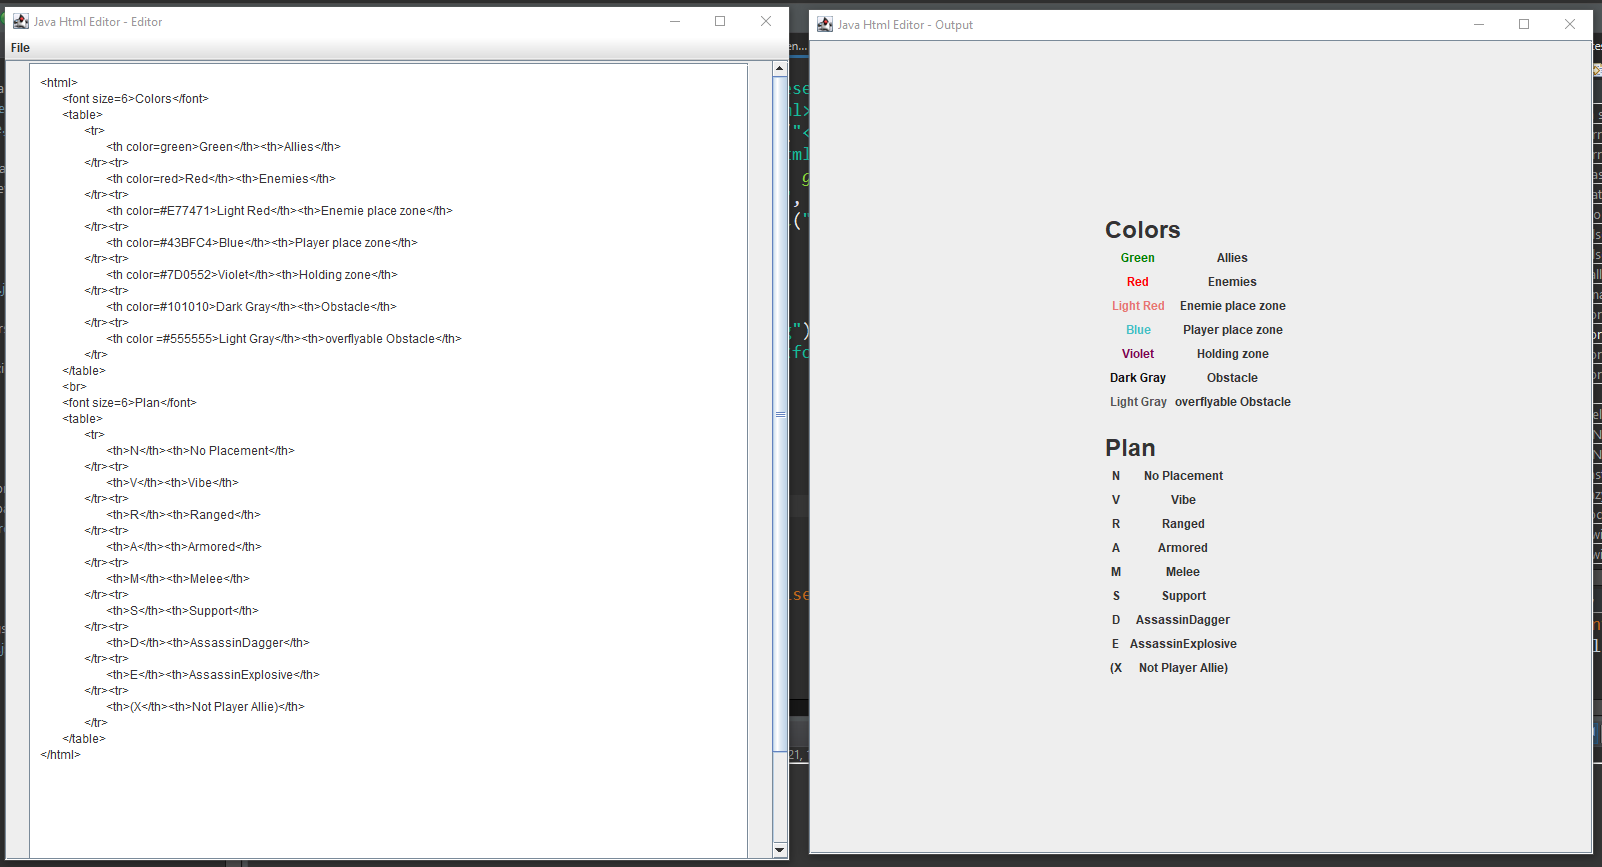 Java Html Editor - Editor
File
<html>
<font size=6>Colors</font>
<table>
<tr>
<th color=green>Green</th><th>Allies</th>
</tr><tr>
<th color=red>Red</th><th>Enemies</th>
</tr><tr>
<th color=#E77471>Light Red</th><th>Enemie place zone</th>
</tr><tr>
<th color=#43BFC4>Blue</th><th>Player place zone</th>
</tr><tr>
<th color=#7D0552>Violet</th><th>Holding zone</th>
</tr><tr>
<th color=#101010>Dark Gray</th><th>Obstacle</th>
</tr><tr>
<th color =#555555>Light Gray</th><th>overflyable Obstacle</th>
</tr>
</table>
<br>
<font size=6>Plan</font>
<table>
<tr>
<th>N</th><th>No Placement</th>
</tr><tr>
<th>V</th><th>Vibe</th>
</tr><tr>
<th>R</th><th>Ranged</th>
</tr><tr>
<th>A</th><th>Armored</th>
</tr><tr>
<th>M</th><th>Melee</th>
</tr><tr>
<th>S</th><th>Support</th>
</tr><tr>
<th>D</th><th>AssassinDagger</th>
</tr><tr>
<th>E</th><th>AssassinExplosive</th>
</tr><tr>
<th>(X</th><th>Not Player Allie)</th>
</tr>
</table>
</html>
Java Html Editor - Output
Colors
Green Allies
Red Enemies
Light Red Enemie place zone
Blue Player place zone
Violet Holding zone
Dark Gray Obstacle
Light Gray overflyable Obstacle
Plan
N No Placement
V Vibe
R Ranged
A Armored
M Melee
S Support
D AssassinDagger
E AssassinExplosive
(X Not Player Allie)